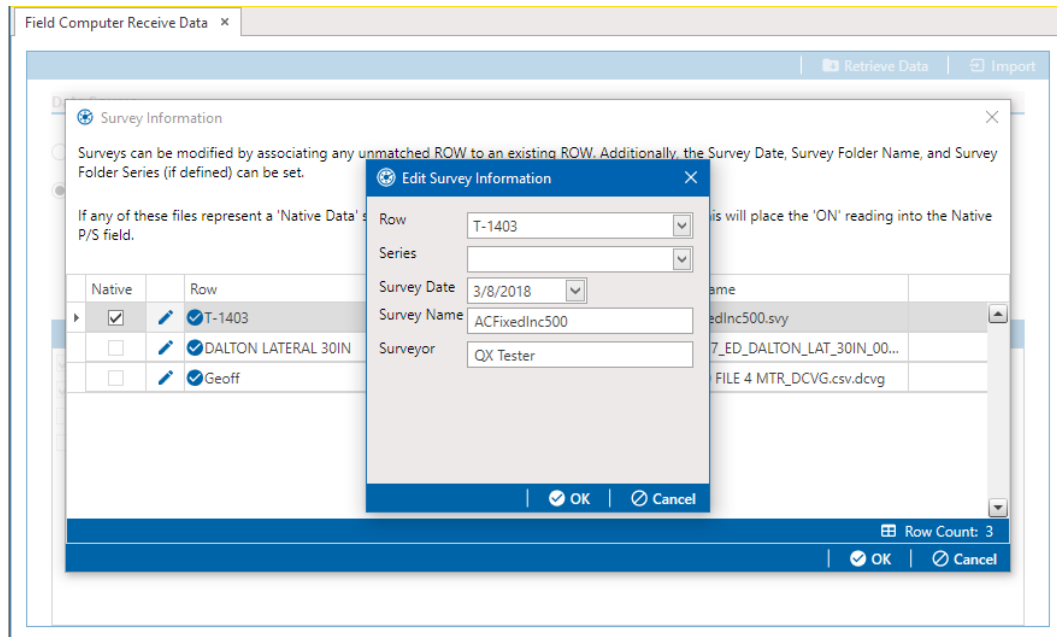 Field Computer Receive Data ×
Retrieve Data
Import
Survey Information
Surveys can be modified by associating any unmatched ROW to an existing ROW. Additionally, the Survey Date, Survey Folder Name, and Survey
Folder Series (if defined) can be set.
If any of these files represent a 'Native Data'
is will place the 'ON' reading into the Native
P/S field.
Native Row ame
T-1403 edInc500.svy
DALTON LATERAL 30IN 7_ED_DALTON_LAT_30IN_00...
Geoff FILE 4 MTR_DCVG.csv.dcvg
Row Count: 3
OK Cancel
Edit Survey Information
Row T-1403
Series
Survey Date 3/8/2018
Survey Name ACFixedInc500
Surveyor QX Tester
OK Cancel